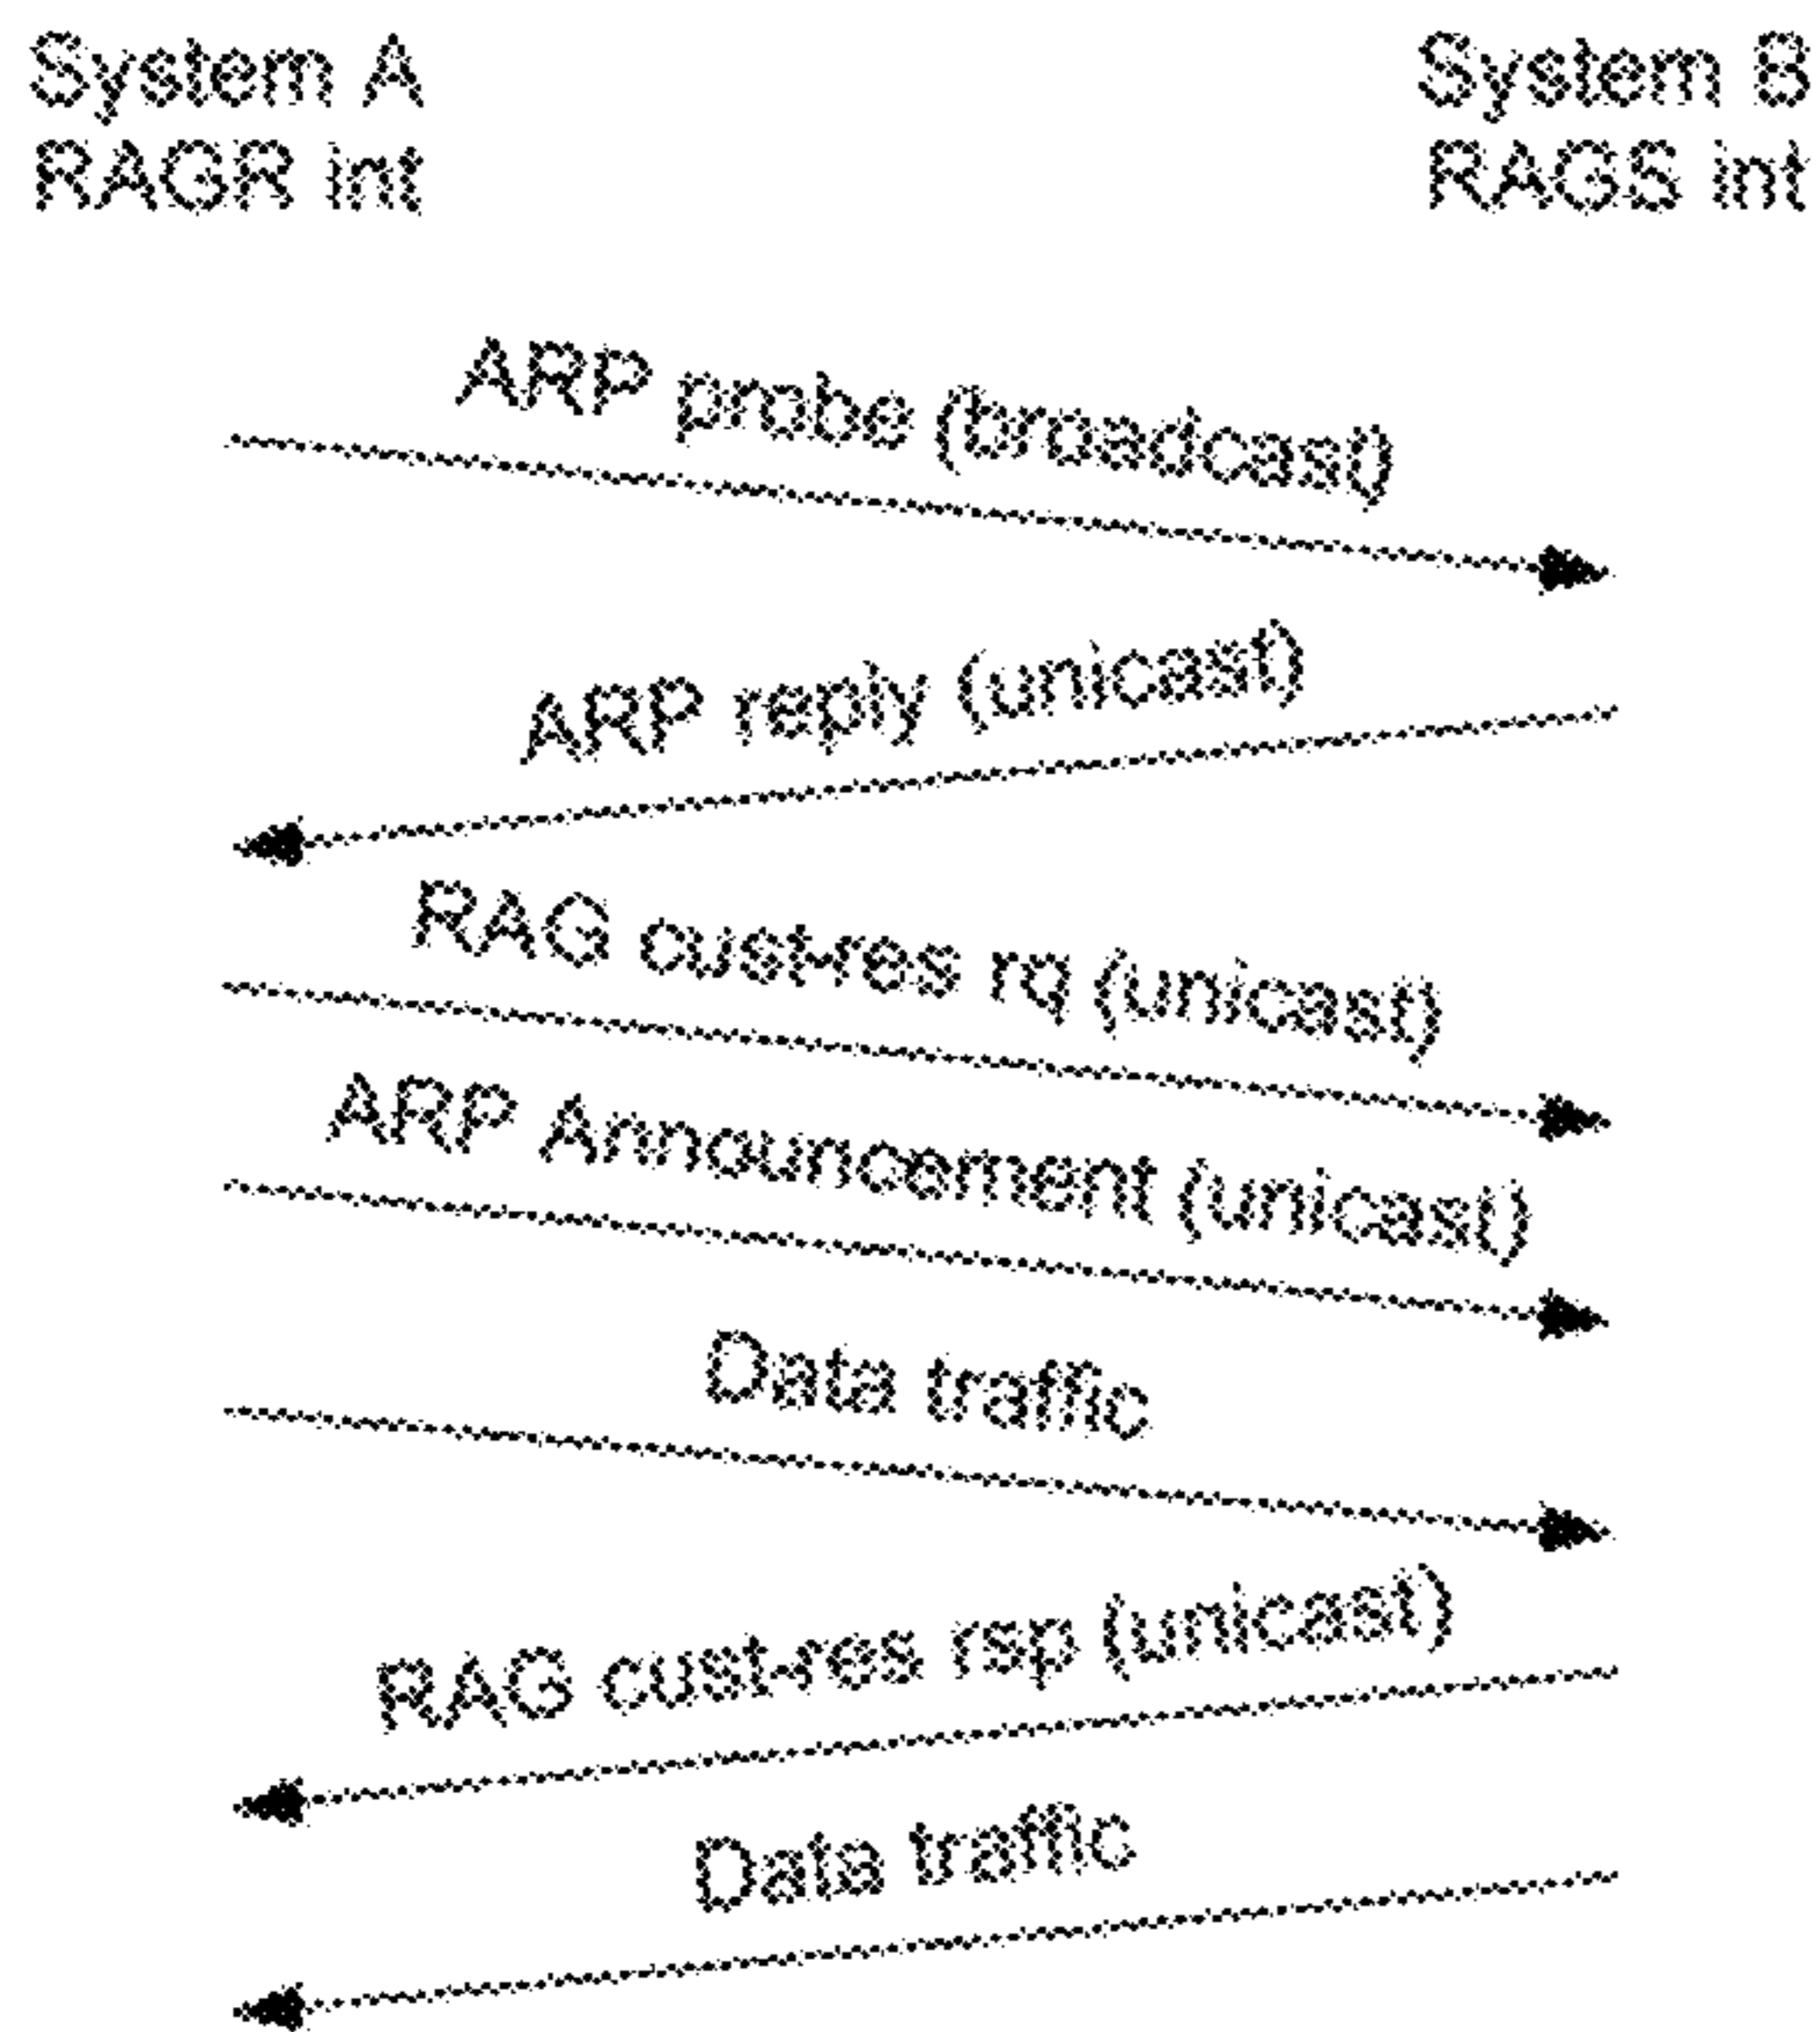 System A
RAGR int
System B
RAGS int
ARP probe (broadcast)
ARP reply (unicast)
RAG cust-res rq (unicast)
ARP Announcement (unicast)
Data traffic
RAG cust-res rsp (unicast)
Data traffic